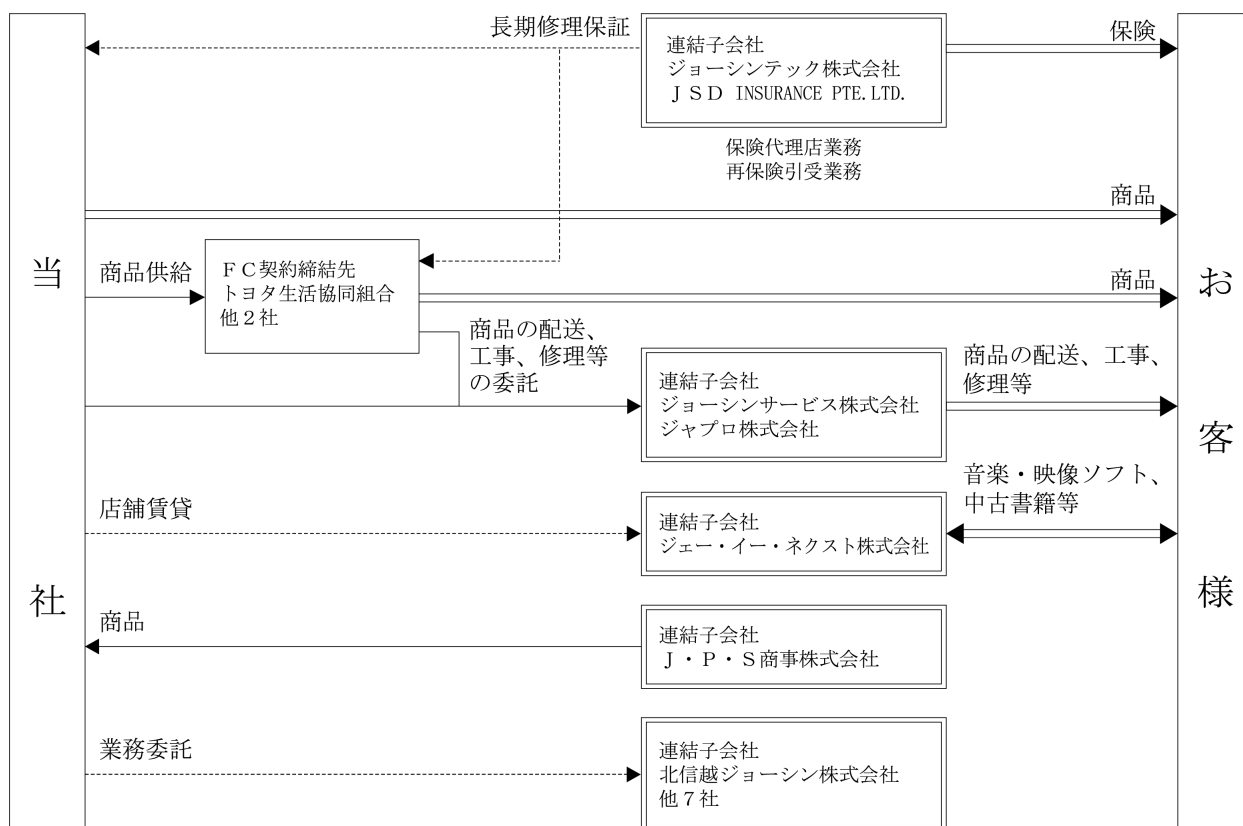 当社
長期修理保証
連結子会社
ジョーシンテック株式会社
ＪＳＤ INSURANCE PTE.LTD.
保険
保険代理店業務
再保険引受業務
商品
商品供給
ＦＣ契約締結先
トヨタ生活協同組合
他２社
商品
商品の配送、
工事、修理等
の委託
連結子会社
ジョーシンサービス株式会社
ジャプロ株式会社
商品の配送、工事、
修理等
店舗賃貸
連結子会社
ジェー・イー・ネクスト株式会社
音楽・映像ソフト、
中古書籍等
商品
連結子会社
Ｊ・Ｐ・Ｓ商事株式会社
業務委託
連結子会社
北信越ジョーシン株式会社
他７社
お客様